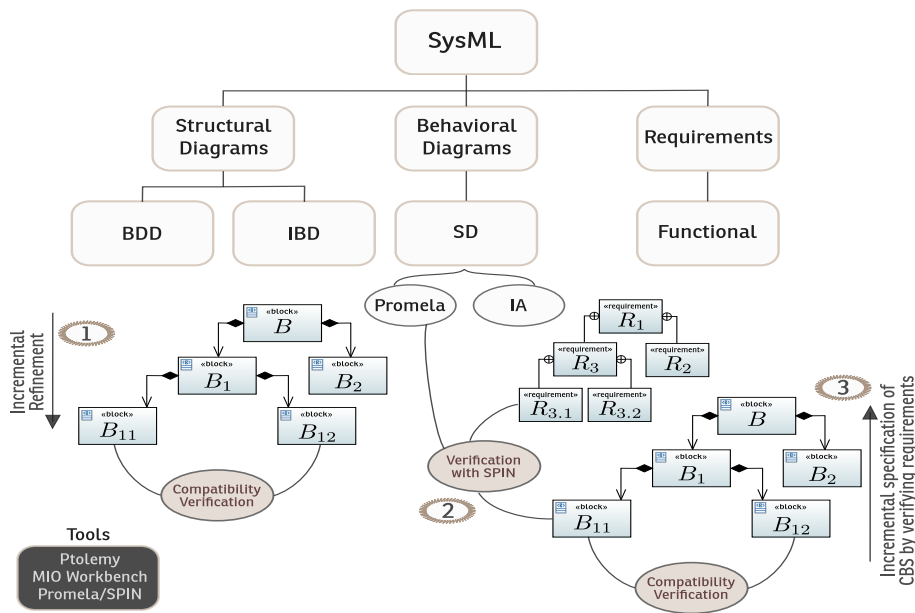 SysML
Structural
Diagrams
Behavioral
Diagrams
Requirements
BDD
IBD
SD
Functional
Promela
IA
Incremental
Refinement
1
«block»
B
«block»
B1
«block»
B2
«block»
B11
«block»
B12
Compatibility
Verification
«requirement»
R1
«requirement»
R3
«requirement»
R2
«requirement»
R3.1
«requirement»
R3.2
Verification
with SPIN
2
3
«block»
B
«block»
B1
«block»
B2
«block»
B11
«block»
B12
Compatibility
Verification
Incremental specification of
CBS by verifying requirements
Tools
Ptolemy
MIO Workbench
Promela/SPIN